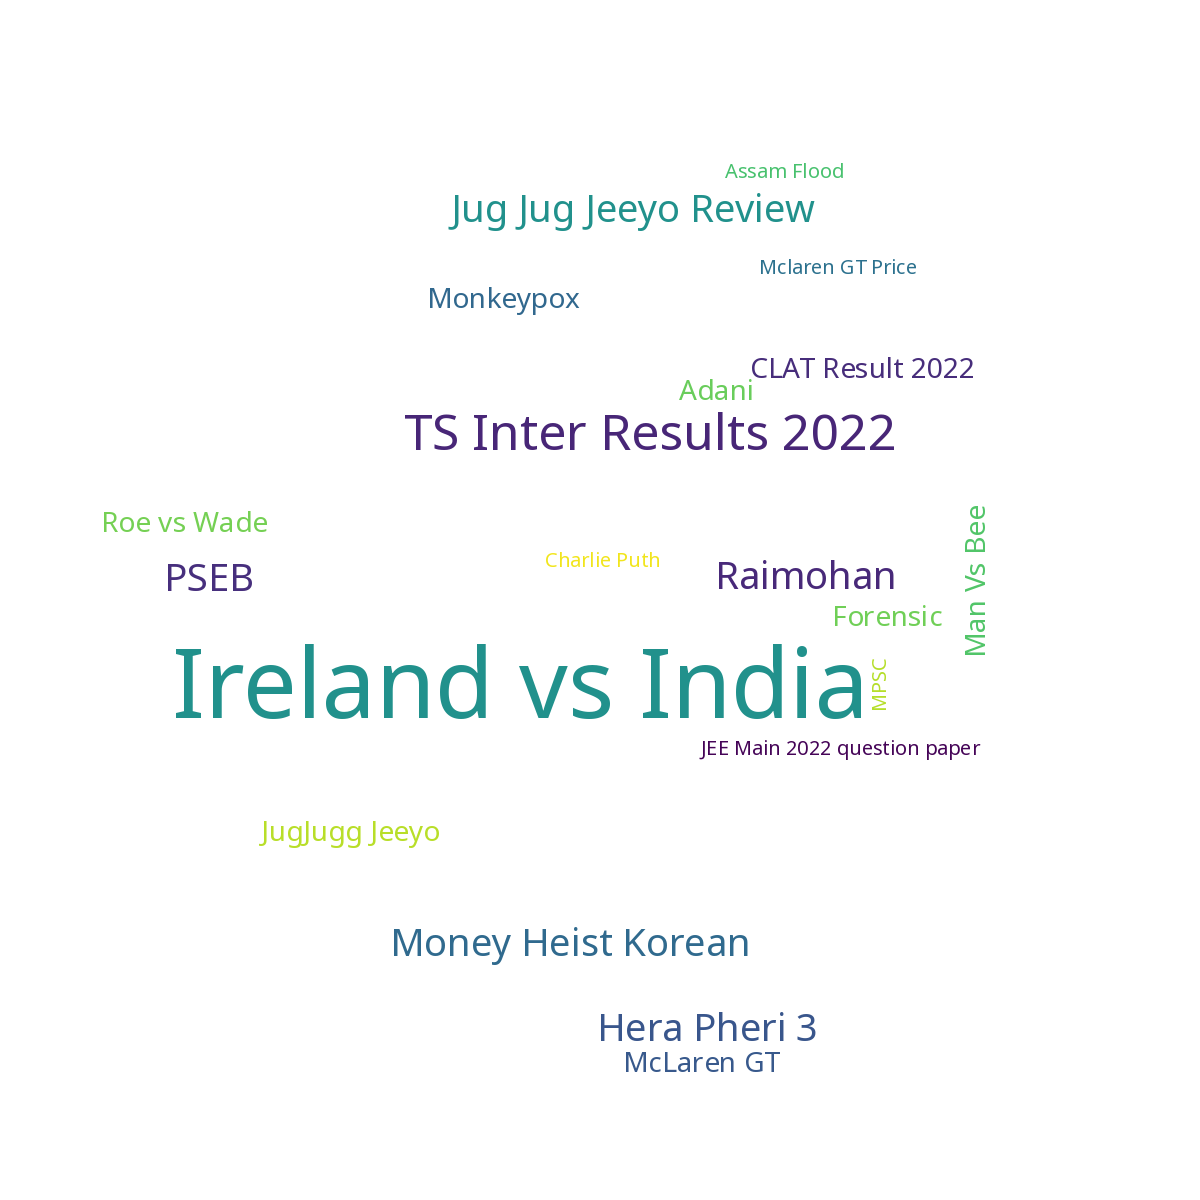 Assam Flood
Jug Jug Jeeyo Review
Mclaren GT Price
Monkeypox
CLAT Result 2022
Adani
TS Inter Results 2022
Roe vs Wade
Man Vs Bee
Charlie Puth
PSEB
Raimohan
Forensic
Ireland vs India
MPSC
JEE Main 2022 question paper
JugJugg Jeeyo
Money Heist Korean
Hera Pheri 3
McLaren GT